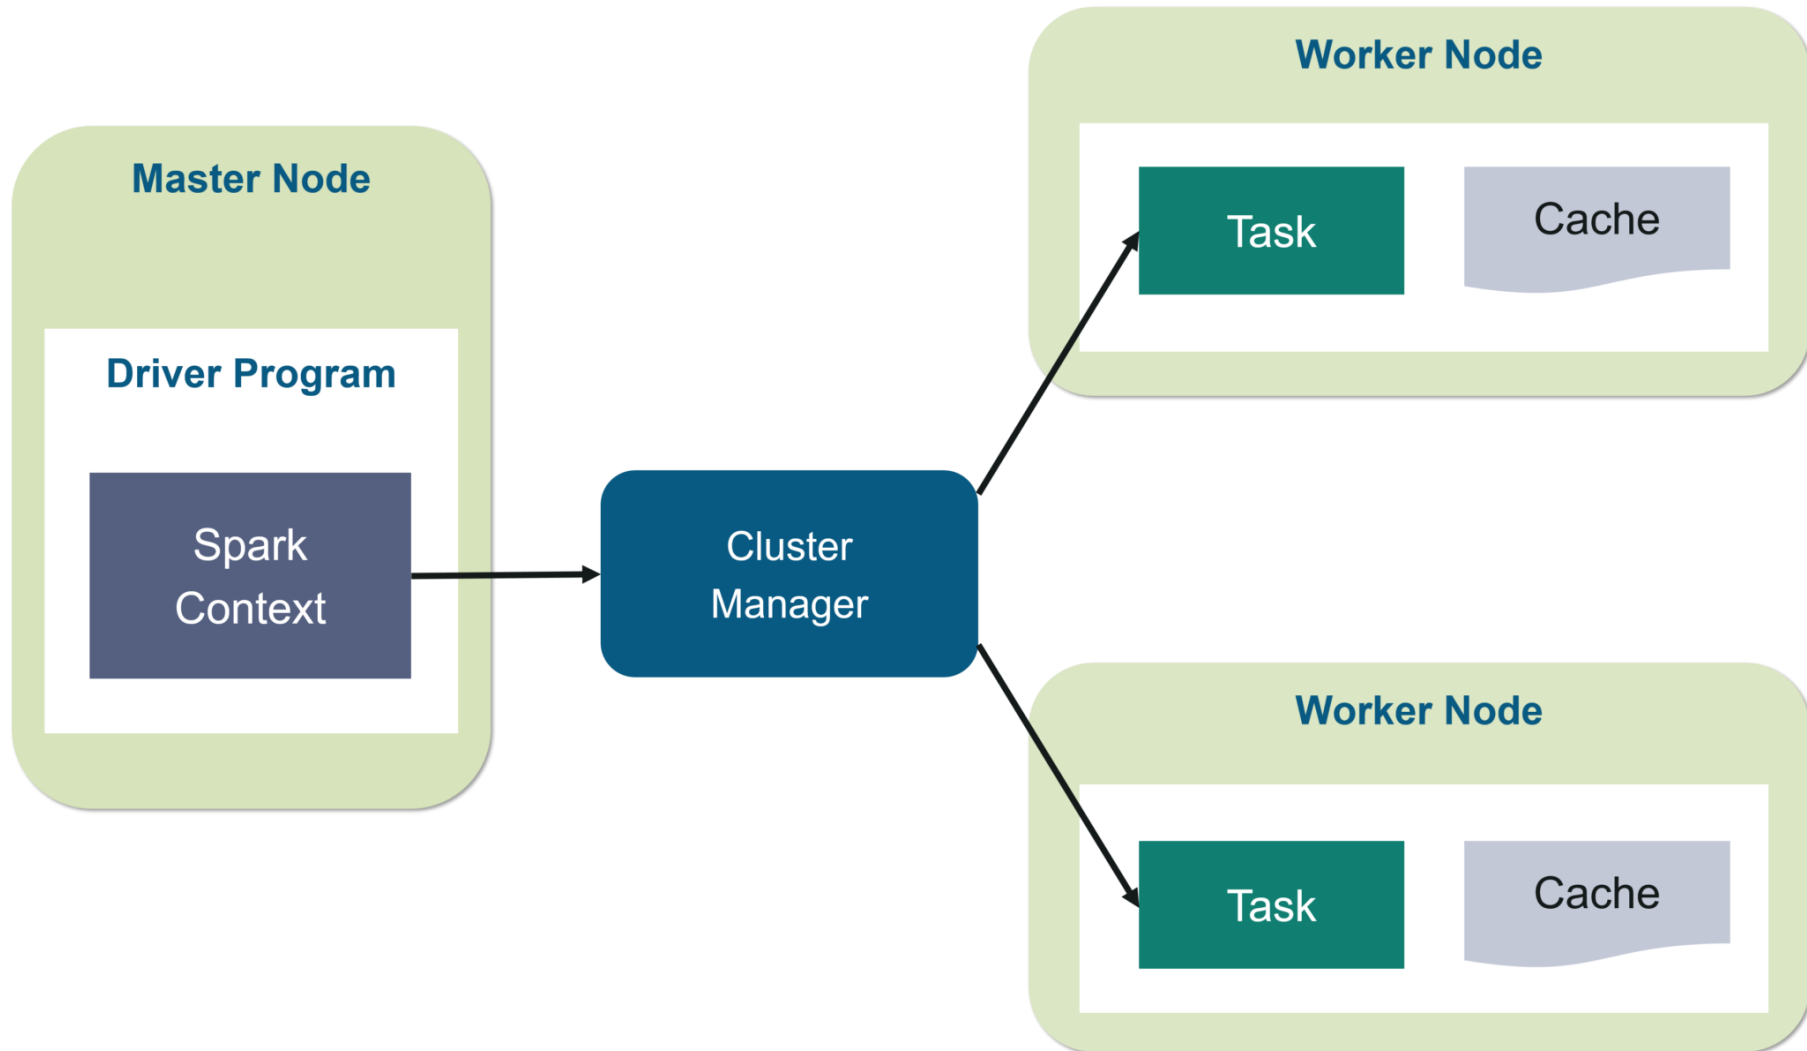 Master Node
Driver Program
Spark
Context
Cluster
Manager
Worker Node
Task
Cache
Worker Node
Task
Cache